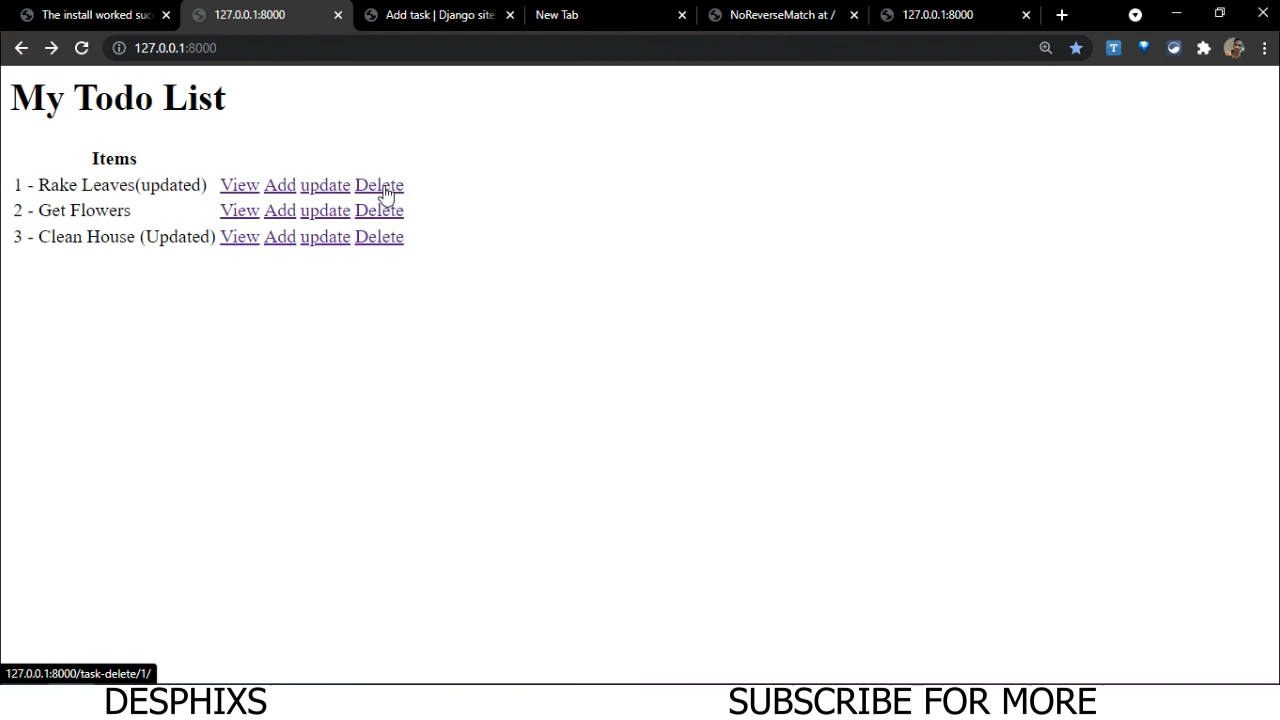 The install worked suc
127.0.0.1:8000
Add task | Django site
New Tab
NoReverseMatch at /
127.0.0.1:8000
127.0.0.1:8000
T
My Todo List
Items
1 - Rake Leaves(updated) View Add update Delete
2 - Get Flowers View Add update Delete
3 - Clean House (Updated) View Add update Delete
127.0.0.1:8000/task-delete/1/
DESPHIXS
SUBSCRIBE FOR MORE